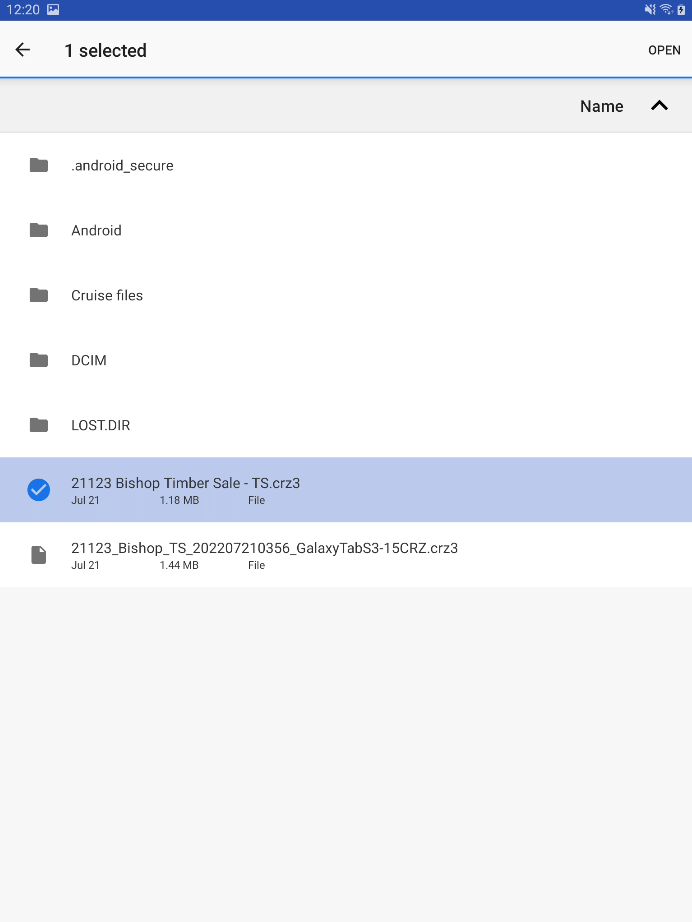 12:20
1 selected
OPEN
Name
.android_secure
Android
Cruise files
DCIM
LOST.DIR
21123 Bishop Timber Sale - TS.crz3
Jul 21 1.18 MB File
21123_Bishop_TS_202207210356_GalaxyTabS3-15CRZ.crz3
Jul 21 1.44 MB File